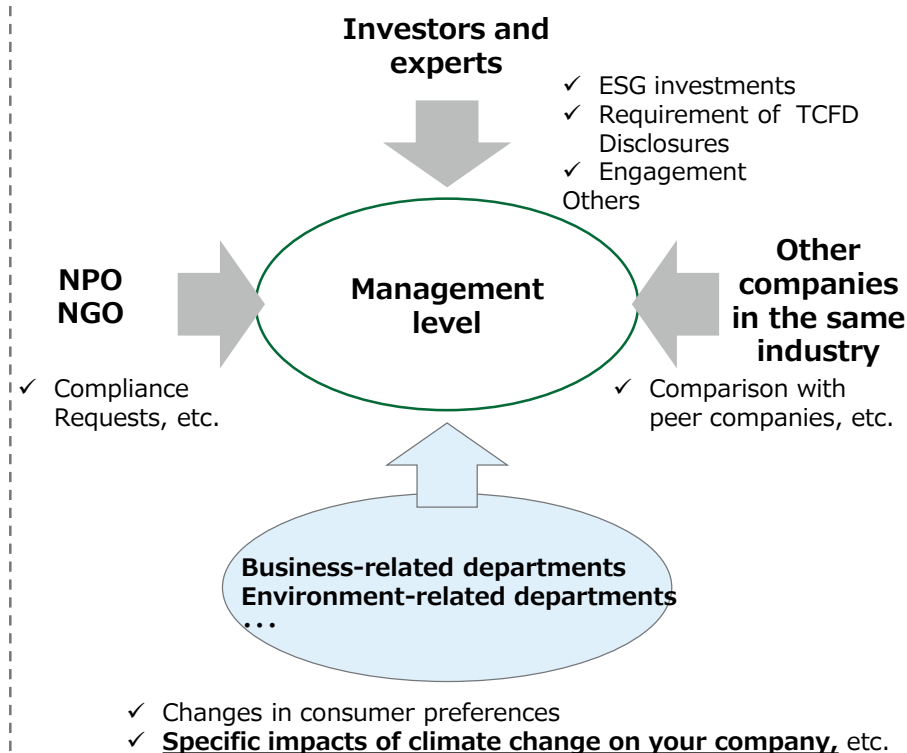 Investors and
experts
✓ ESG investments
✓ Requirement of TCFD
Disclosures
✓ Engagement
Others
NPO
NGO
✓ Compliance
Requests, etc.
Management
level
Other
companies
in the same
industry
✓ Comparison with
peer companies, etc.
Business-related departments
Environment-related departments
･･･
✓ Changes in consumer preferences
✓ Specific impacts of climate change on your company, etc.